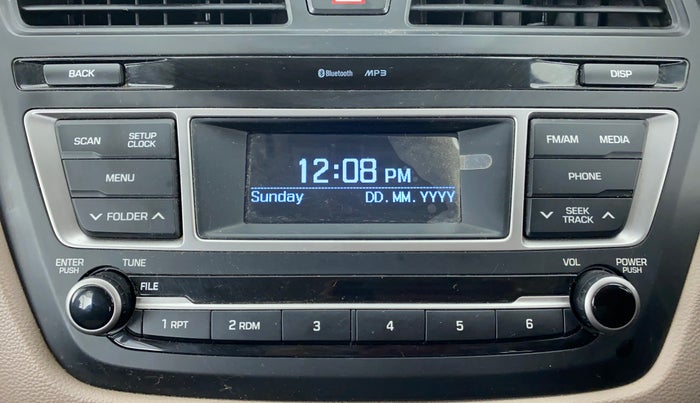 BACK
Bluetooth MP3
DISP
SCAN
SETUP CLOCK
12:08 PM
FM/AM MEDIA
MENU
PHONE
Sunday DD.MM.YYYY
FOLDER
SEEK TRACK
ENTER PUSH
TUNE
VOL
POWER PUSH
FILE
1 RPT
2 RDM
3
4
5
6